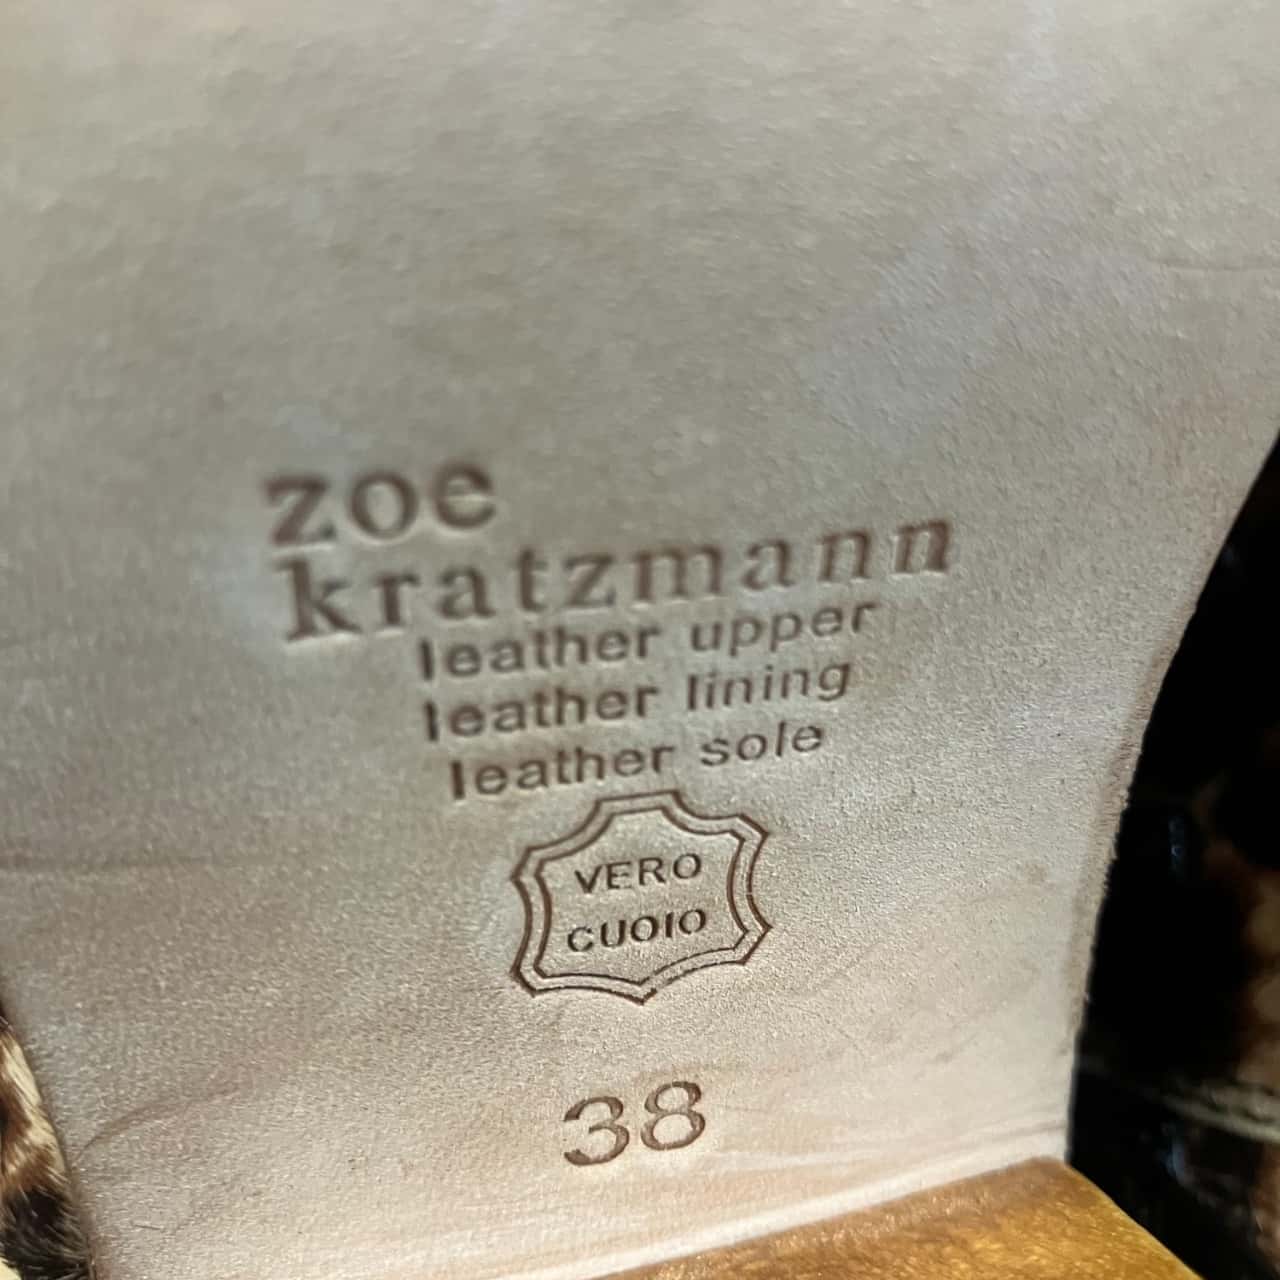 zoe
kratzmann
leather upper
leather lining
leather sole
VERO
CUOIO
38